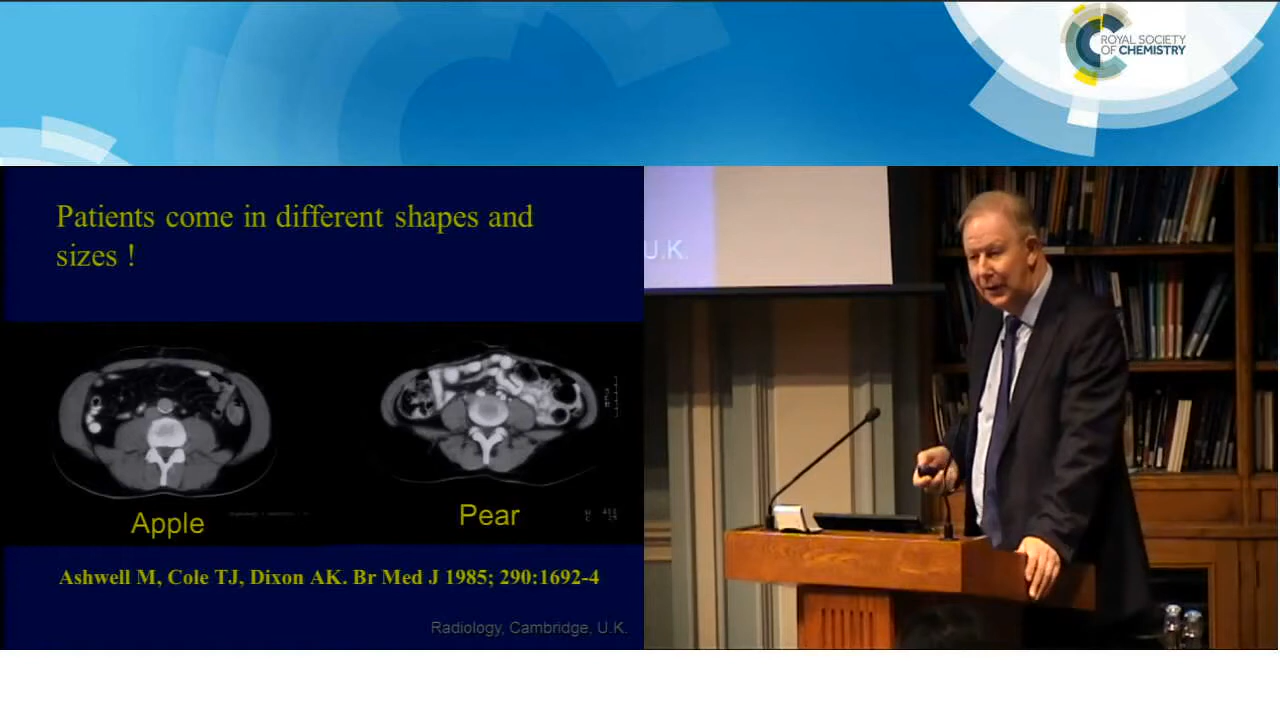 ROYAL SOCIETY
OF CHEMISTRY
Patients come in different shapes and
sizes !
Apple
Pear
Ashwell M, Cole TJ, Dixon AK. Br Med J 1985; 290:1692-4
Radiology, Cambridge, U.K.
U.K.